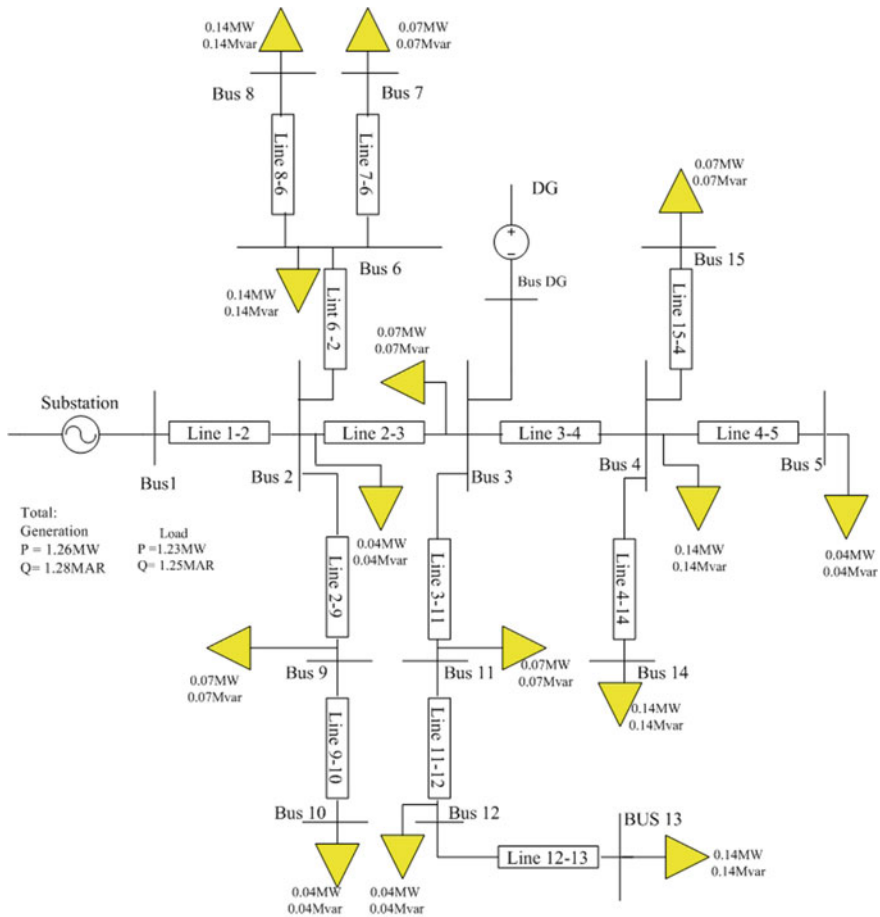 0.14MW
0.14Mvar
0.07MW
0.07Mvar
Bus 8
Bus 7
Line 8-6
Line 7-6
0.07MW
0.07Mvar
DG
Bus 6
Bus DG
Bus 15
0.14MW
0.14Mvar
Lint 6 -2
Line 15-4
0.07MW
0.07Mvar
Substation
Line 1-2
Line 2-3
Line 3-4
Line 4-5
Bus1
Bus 2
Bus 3
Bus 4
Bus 5
Total:
Generation
P = 1.26MW
Q= 1.28MAR
Load
P =1.23MW
Q= 1.25MAR
0.04MW
0.04Mvar
0.14MW
0.14Mvar
0.04MW
0.04Mvar
Line 2-9
Line 3-11
Line 4-14
0.07MW
0.07Mvar
Bus 9
Bus 11
0.07MW
0.07Mvar
Bus 14
0.14MW
0.14Mvar
Line 9-10
Line 11-12
Bus 10
Bus 12
BUS 13
Line 12-13
0.14MW
0.14Mvar
0.04MW
0.04Mvar
0.04MW
0.04Mvar